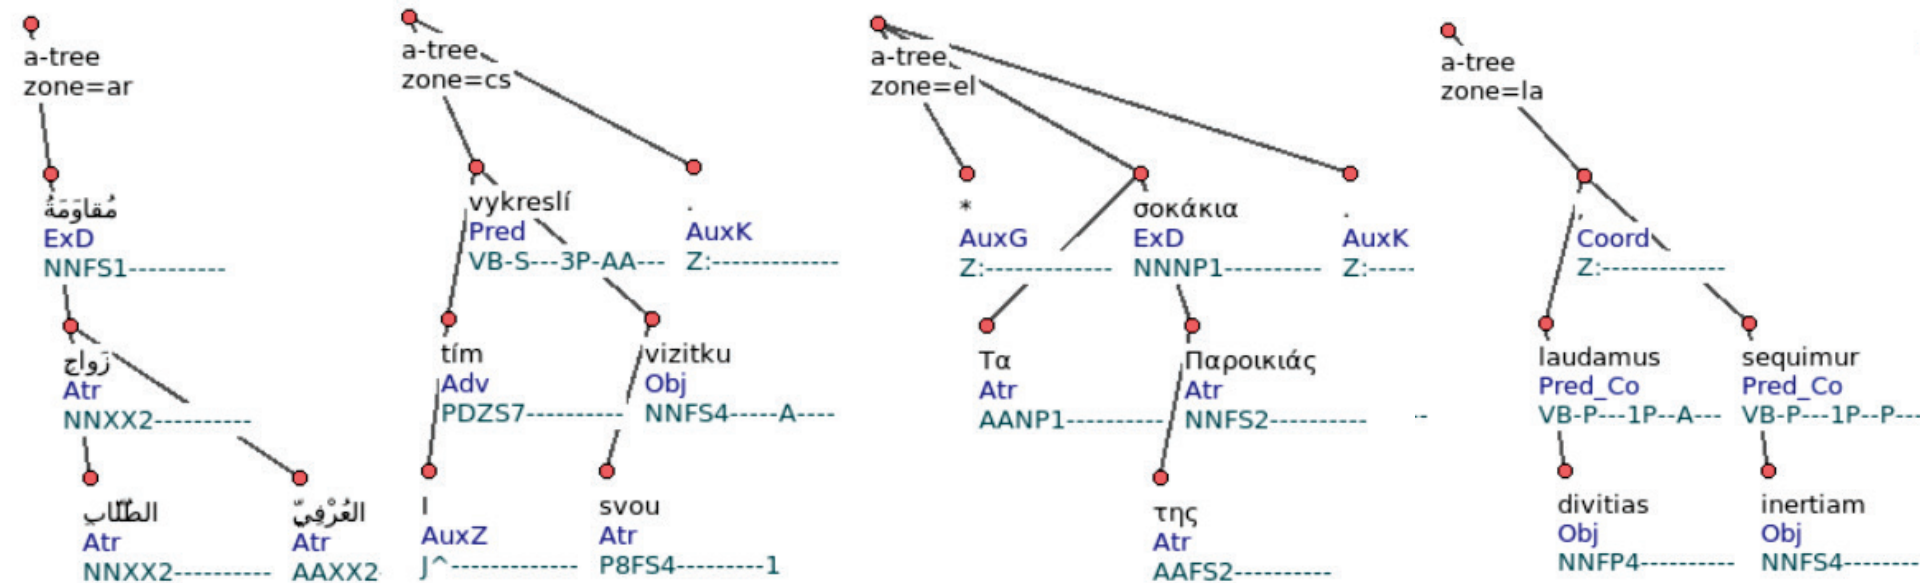 a-tree
zone=ar
مُقاوَمَةُ
ExD
NNFS1----------
زَواج
Atr
NNXX2----------
الطُلّابِ
Atr
NNXX2----------
العُرْفِيّ
Atr
AAXX2-
a-tree
zone=cs
vykreslí
Pred
VB-S---3P-AA---
.
AuxK
Z:-------------
tím
Adv
PDZS7----------
vizitku
Obj
NNFS4-----A----
I
AuxZ
J^-------------
svou
Atr
P8FS4---------1
a-tree
zone=el
*
AuxG
Z:-------------
σοκάκια
ExD
NNNP1----------
.
AuxK
Z:-----
Τα
Atr
AANP1----------
Παροικιάς
Atr
NNFS2----------
της
Atr
AAFS2----------
a-tree
zone=la
,
Coord
Z:-------------
--
laudamus
Pred_Co
VB-P---1P--A---
sequimur
Pred_Co
VB-P---1P--P---
divitias
Obj
NNFP4----------
inertiam
Obj
NNFS4----------